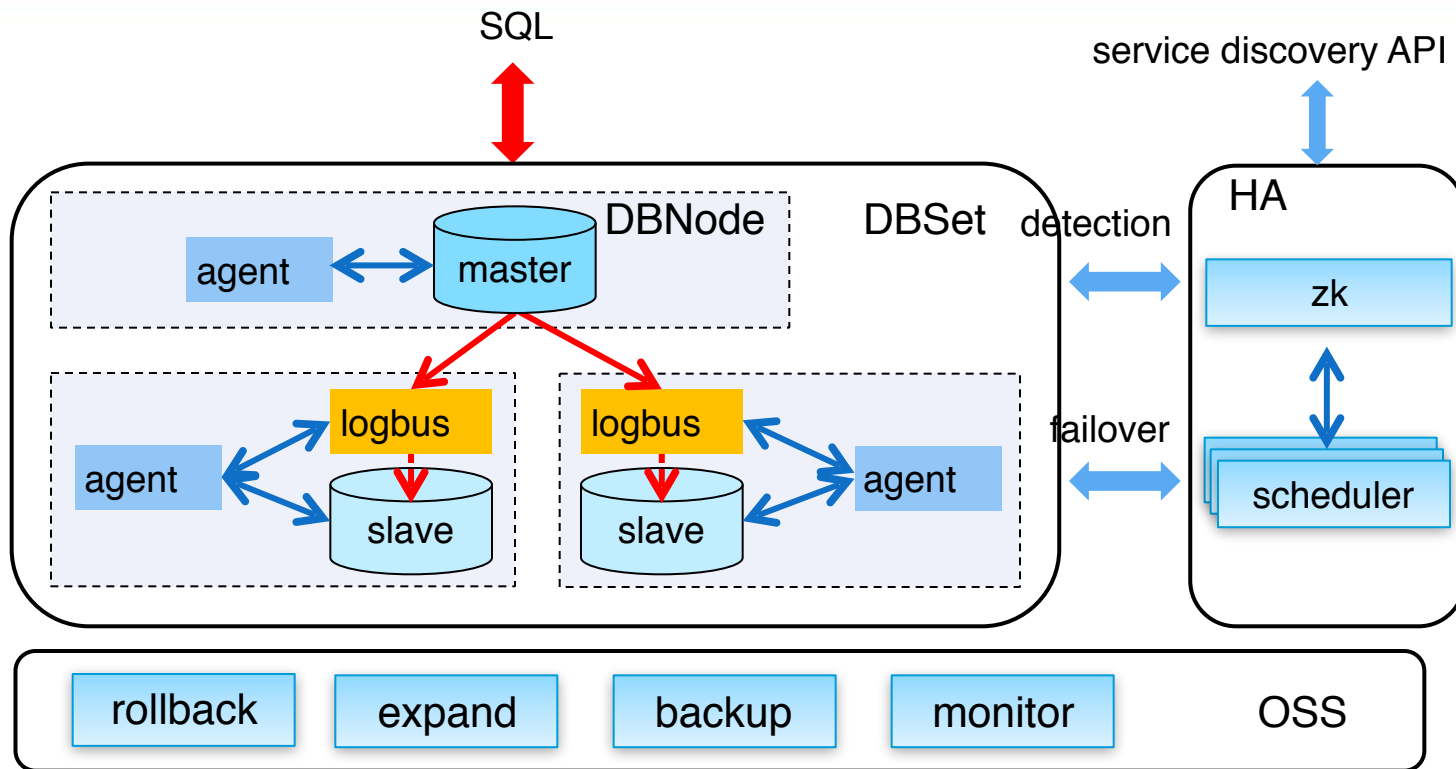 SQL
service discovery API
DBNode
DBSet
detection
HA
agent
master
zk
logbus
logbus
failover
agent
agent
slave
slave
scheduler
rollback
expand
backup
monitor
OSS